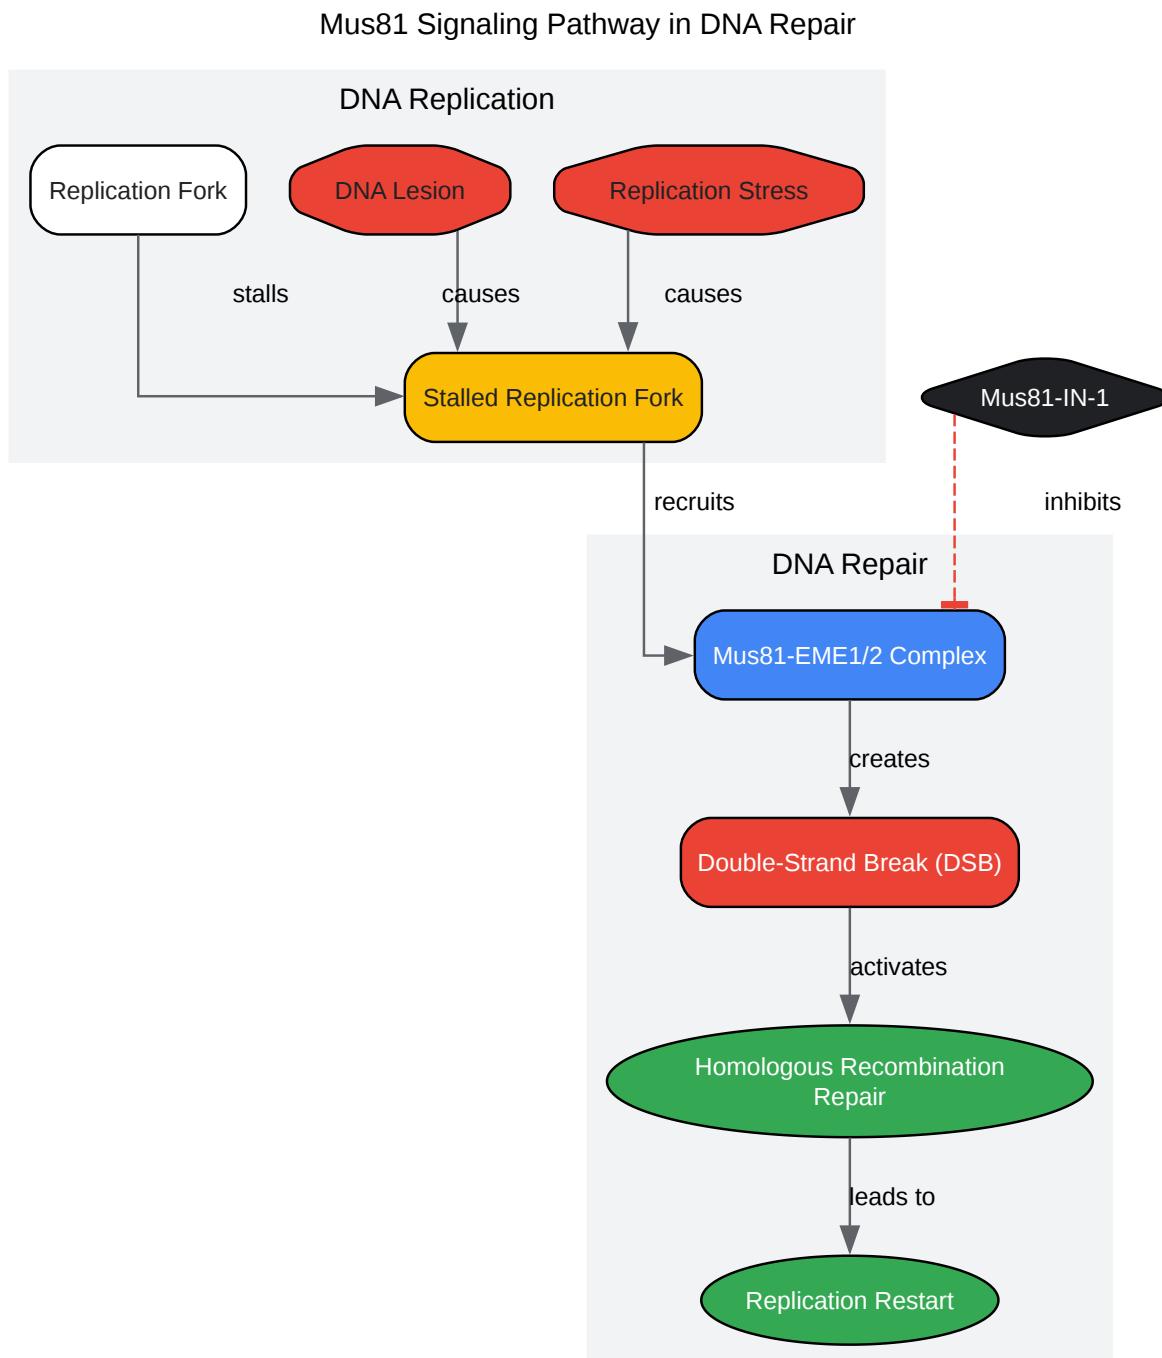 Mus81 Signaling Pathway in DNA Repair
DNA Replication
Replication Fork
DNA Lesion
Replication Stress
stalls
causes
causes
Stalled Replication Fork
Mus81-IN-1
recruits
inhibits
DNA Repair
Mus81-EME1/2 Complex
creates
Double-Strand Break (DSB)
activates
Homologous Recombination
Repair
leads to
Replication Restart